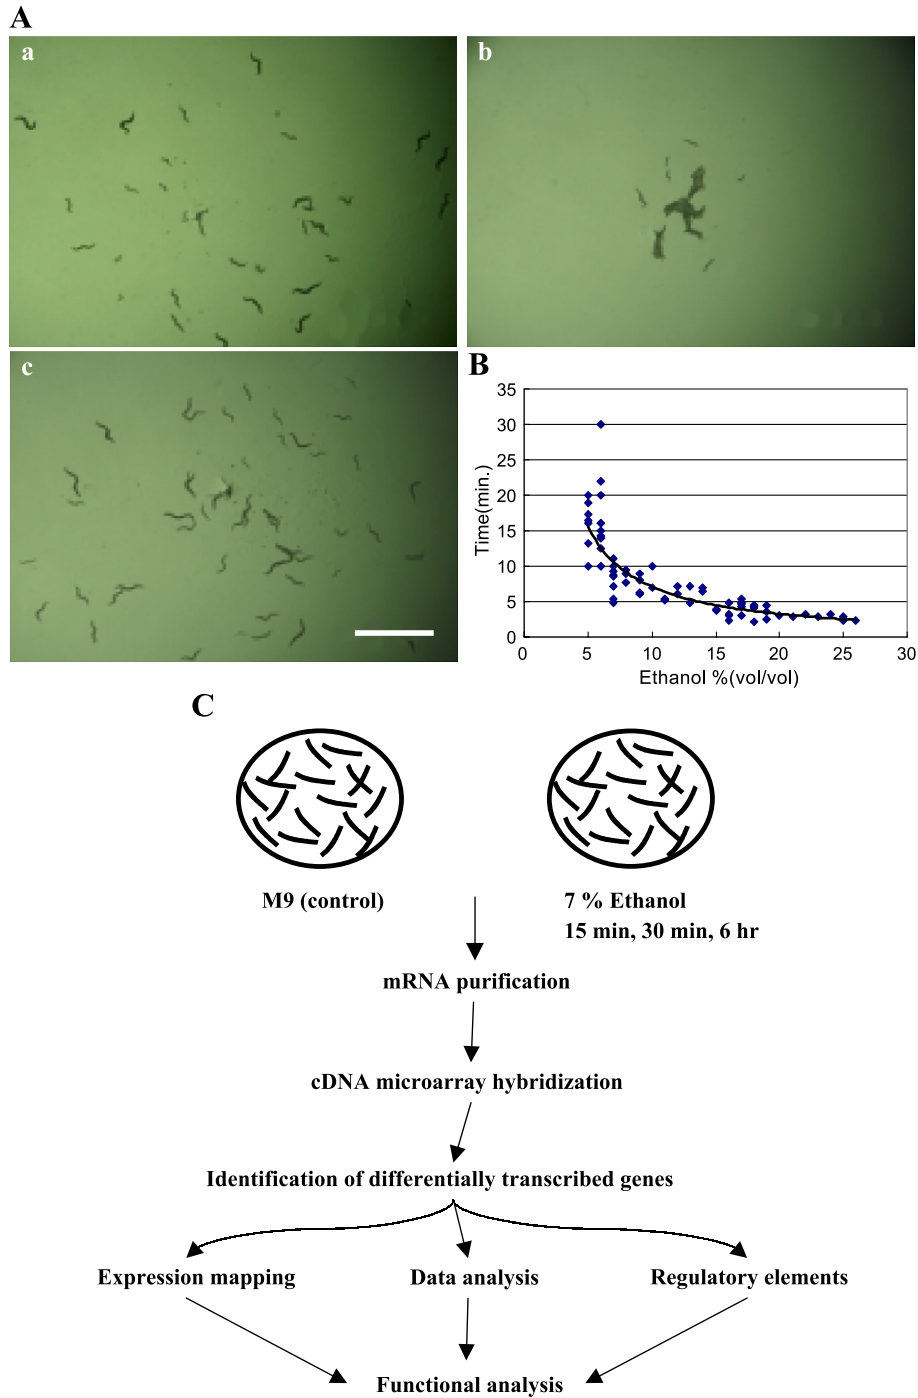 A
a
b
c
B
35
30
25
20
15
10
5
0
Time(min.)
0 5 10 15 20 25 30
Ethanol %(vol/vol)
C
M9 (control)
7 % Ethanol
15 min, 30 min, 6 hr
mRNA purification
cDNA microarray hybridization
Identification of differentially transcribed genes
Expression mapping
Data analysis
Regulatory elements
Functional analysis